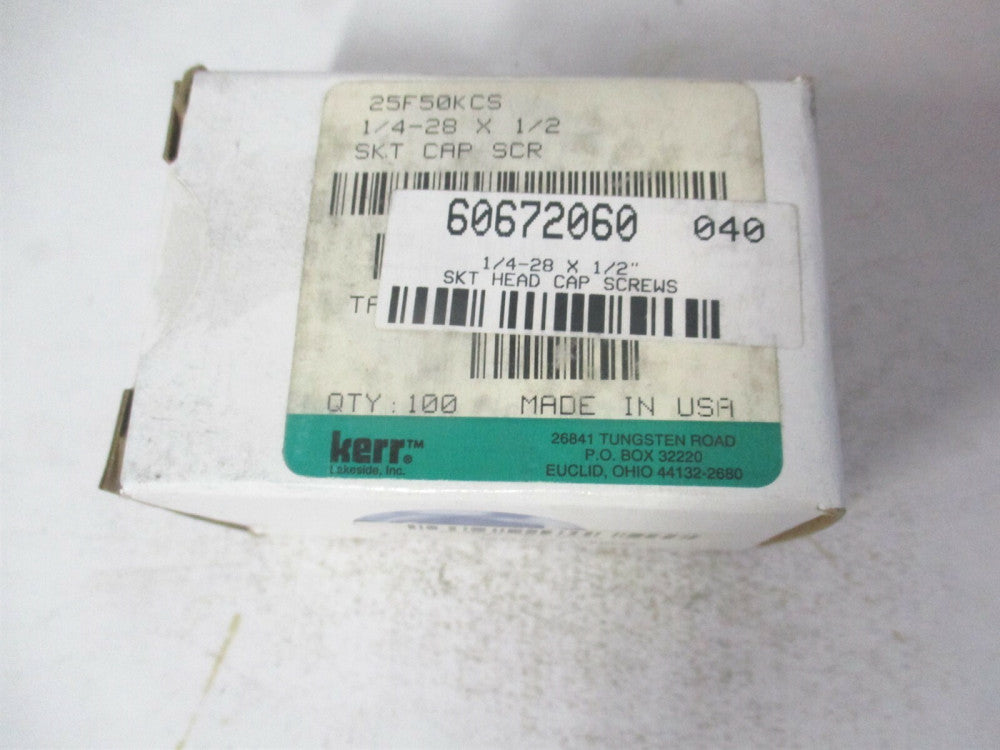 25F50KCS
1/4-28 X 1/2
SKT CAP SCR
60672060 040
1/4-28 X 1/2"
SKT HEAD CAP SCREWS
QTY: 100 MADE IN USA
kerr™®
Lakeside, Inc.
26841 TUNGSTEN ROAD
P.O. BOX 32220
EUCLID, OHIO 44132-2680